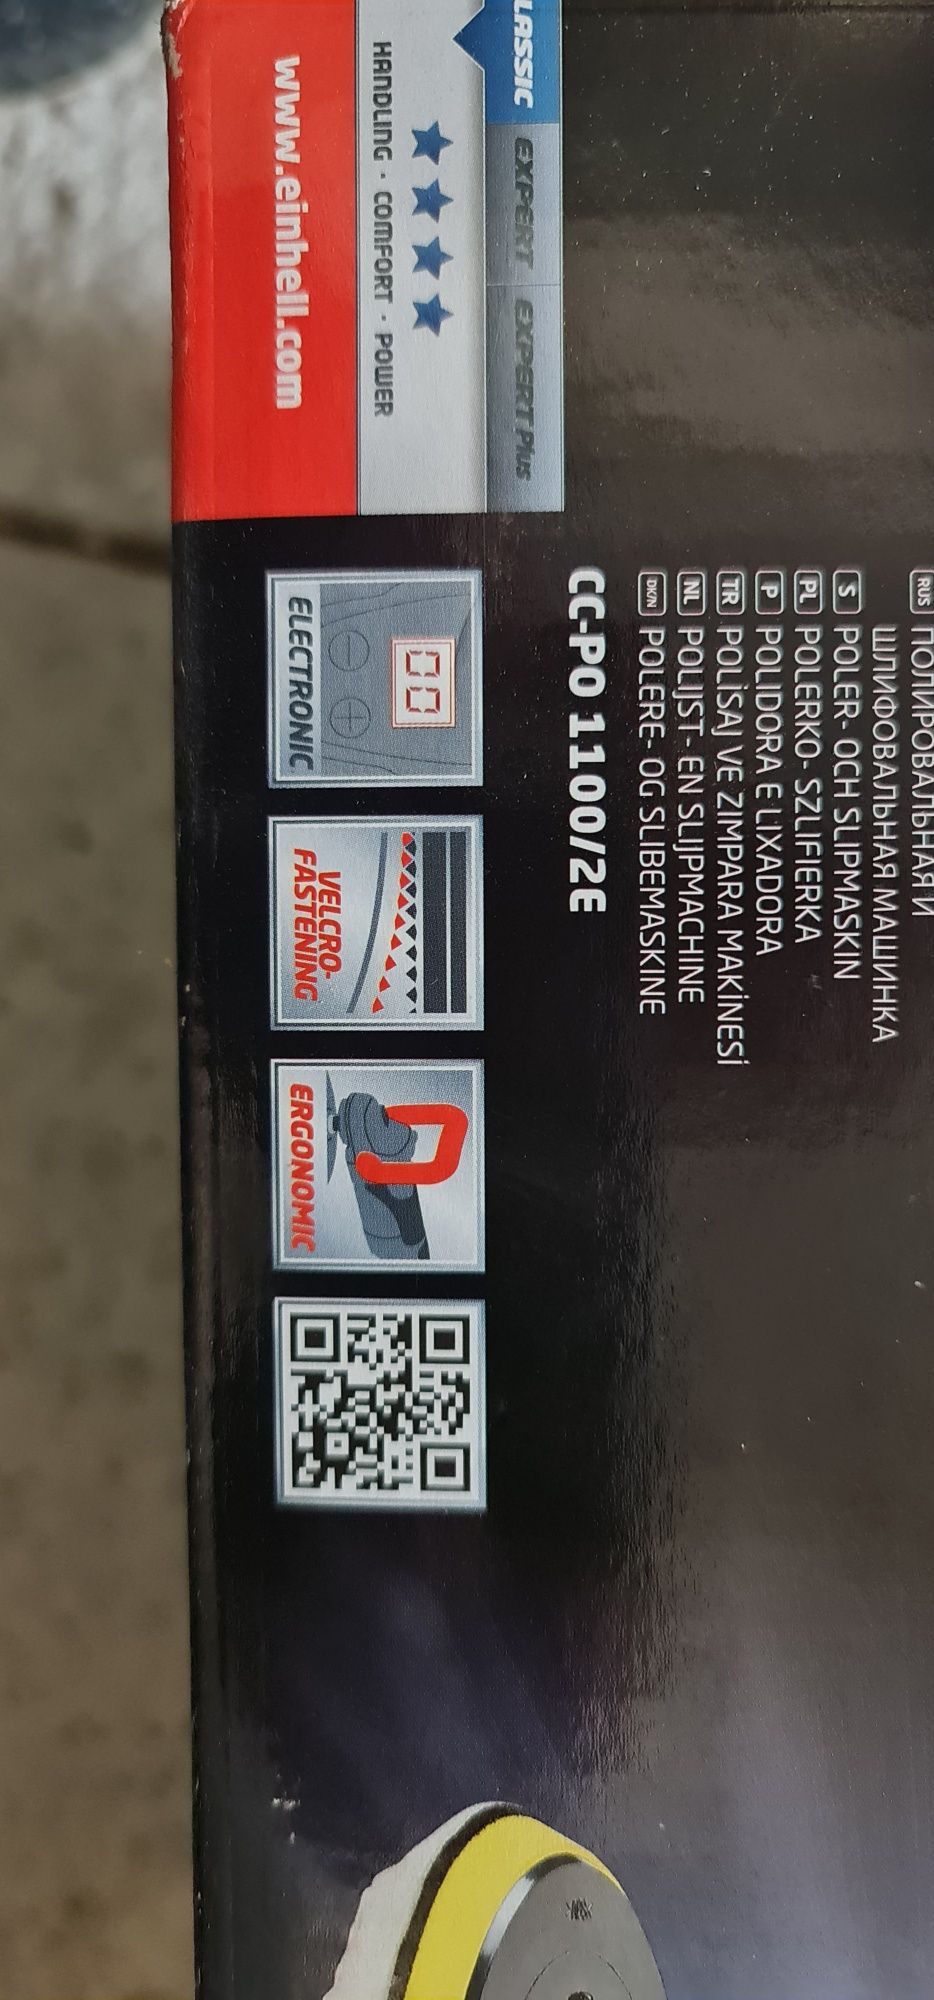 RUS ПОЛИРОВАЛЬНАЯ И
ШЛИФОВАЛЬНАЯ МАШИНКА
S POLER- OCH SLIPMASKIN
PL POLERKO- SZLIFIERKA
P POLIDORA E LIXADORA
TR POLİSAJ VE ZIMPARA MAKİNESİ
NL POLIJST- EN SLIJPMACHINE
DK/N POLERE- OG SLIBEMASKINE
CC-PO 1100/2E
LASSIC EXPERT EXPERT Plus
HANDLING · COMFORT · POWER
www.einhell.com
00
ELECTRONIC
VELCRO-
FASTENING
ERGONOMIC